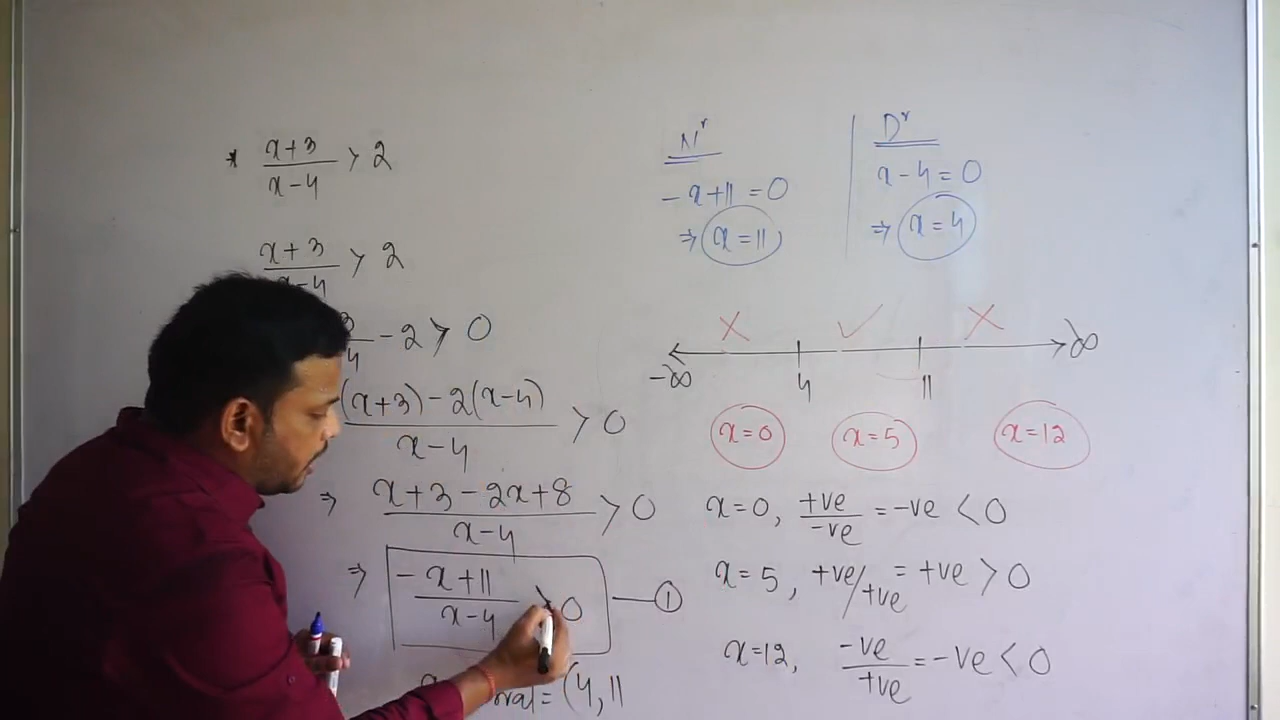 * x+3 / x-4 > 2
x+3 / x-4 > 2
3 / 4 - 2 > 0
(x+3) - 2(x-4) / x-4 > 0
⇒ x+3-2x+8 / x-4 > 0
⇒ -x+11 / x-4 > 0 — ①
= (4, 11
Nʳ
-x+11 = 0
⇒ x = 11
Dʳ
x-4 = 0
⇒ x = 4
X ✓ X
-∞ 4 11 ∞
x=0 x=5 x=12
x=0, +ve / -ve = -ve < 0
x=5, +ve/+ve = +ve > 0
x=12, -ve / +ve = -ve < 0